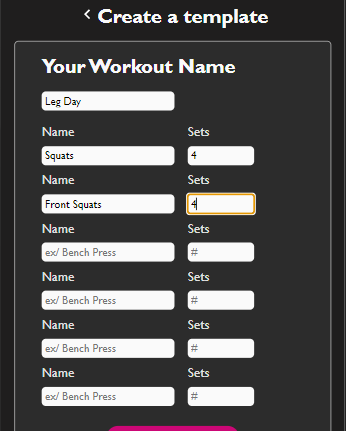 < Create a template
Your Workout Name
Leg Day
Name Sets
Squats 4
Name Sets
Front Squats 4
Name Sets
ex/ Bench Press #
Name Sets
ex/ Bench Press #
Name Sets
ex/ Bench Press #
Name Sets
ex/ Bench Press #